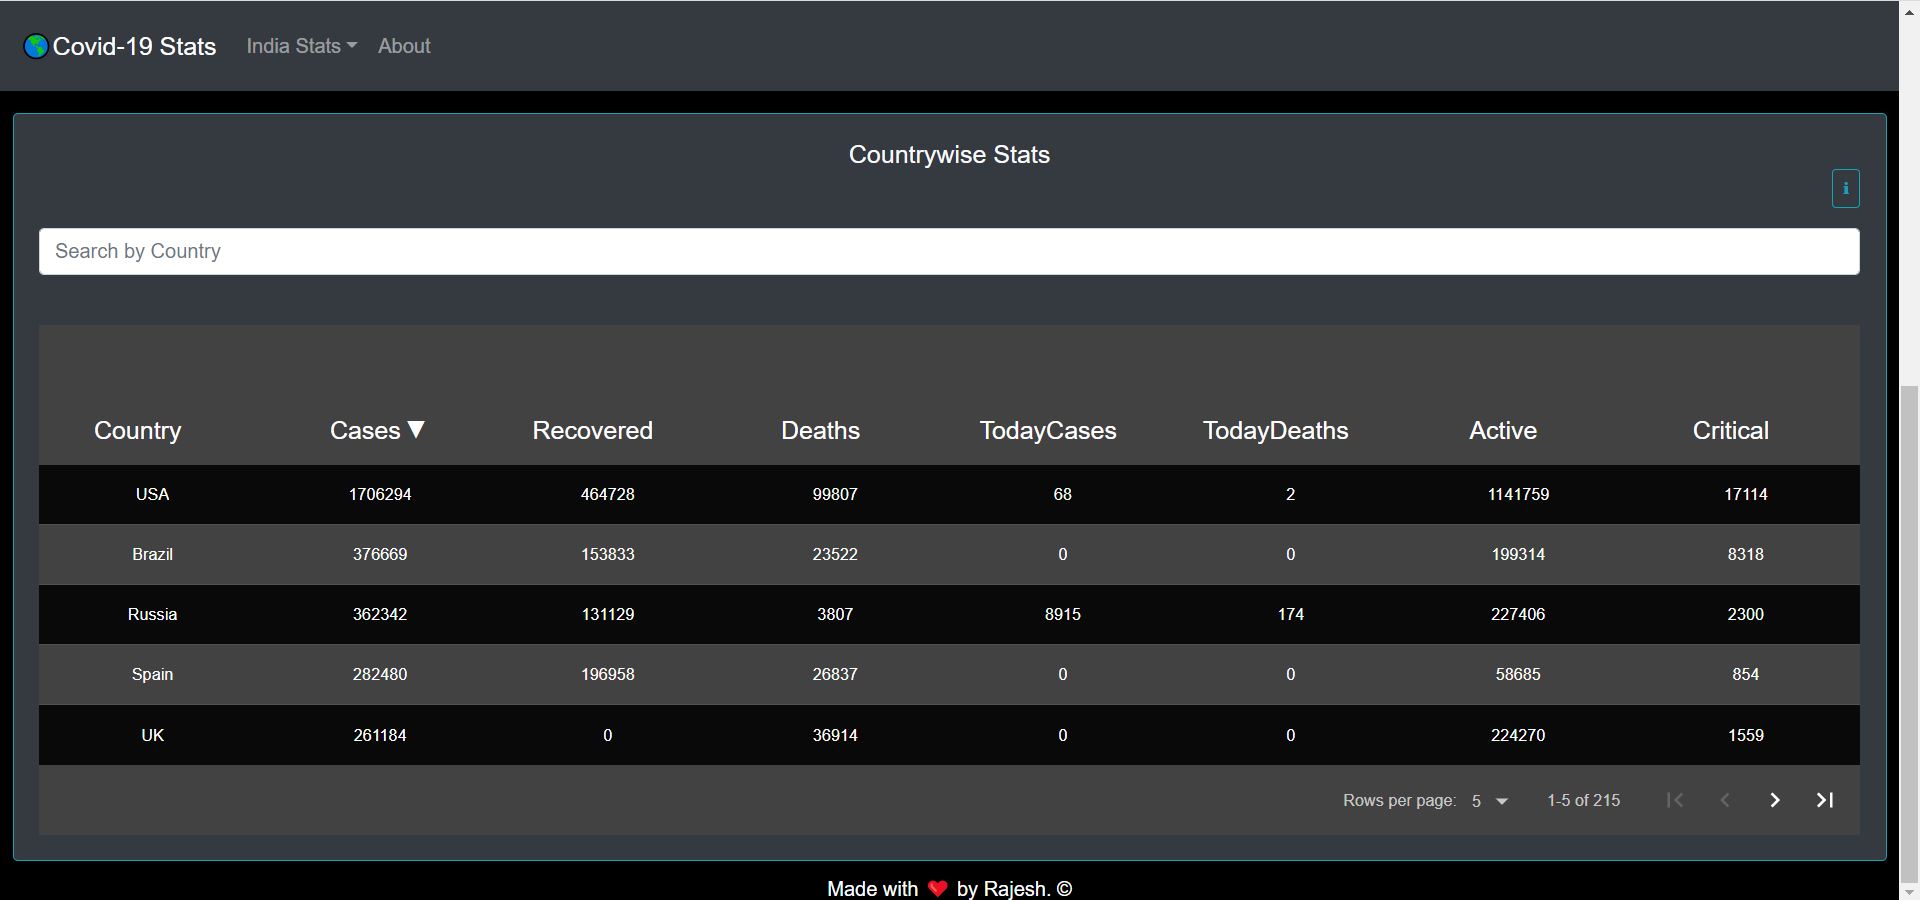 Covid-19 Stats India Stats About
Countrywise Stats
i
Search by Country
Country Cases▼ Recovered Deaths TodayCases TodayDeaths Active Critical
USA 1706294 464728 99807 68 2 1141759 17114
Brazil 376669 153833 23522 0 0 199314 8318
Russia 362342 131129 3807 8915 174 227406 2300
Spain 282480 196958 26837 0 0 58685 854
UK 261184 0 36914 0 0 224270 1559
Rows per page: 5 1-5 of 215
Made with ❤ by Rajesh. ©